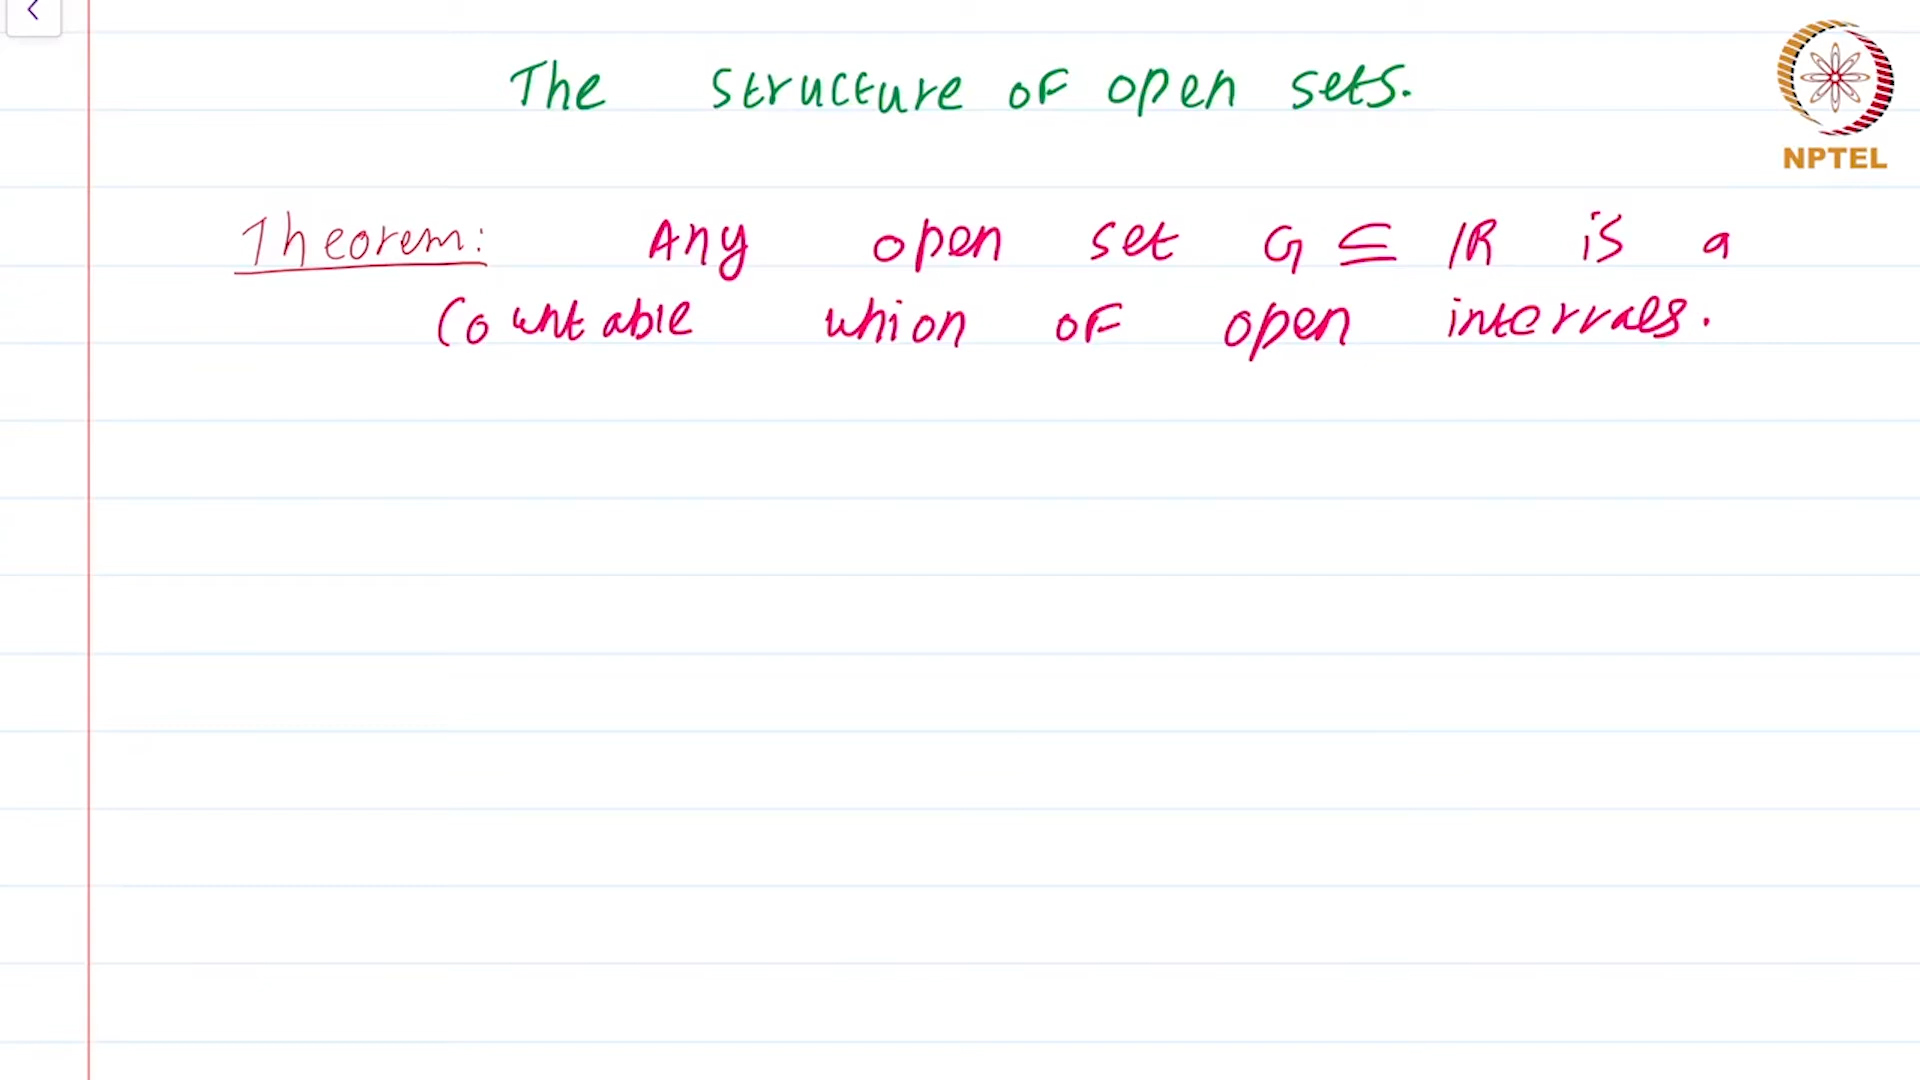 The structure of open sets.
NPTEL
Theorem: Any open set G ⊆ ℝ is a
Countable union of open intervals.